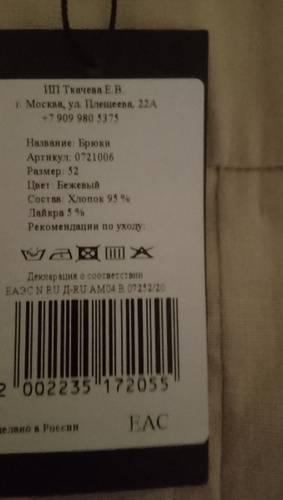 ИП Ткачева Е.В.
г. Москва, ул. Плещеева, 22А
+7 909 980 5375
Название: Брюки
Артикул: 0721006
Размер: 52
Цвет: Бежевый
Состав: Хлопок 95 %
Лайкра 5 %
Рекомендации по уходу:
Декларация о соответствии
ЕАЭС N RU Д-RU АМ04.В.07252/20
2 002235 172055
делано в России
ЕАС